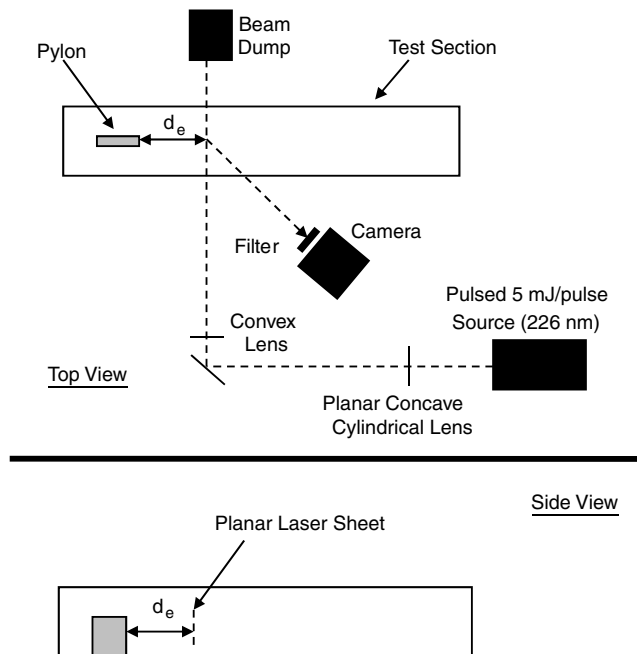 Beam
Dump
Pylon
Test Section
d e
Camera
Filter
Pulsed 5 mJ/pulse
Source (226 nm)
Convex
Lens
Top View
Planar Concave
Cylindrical Lens
Side View
Planar Laser Sheet
d e